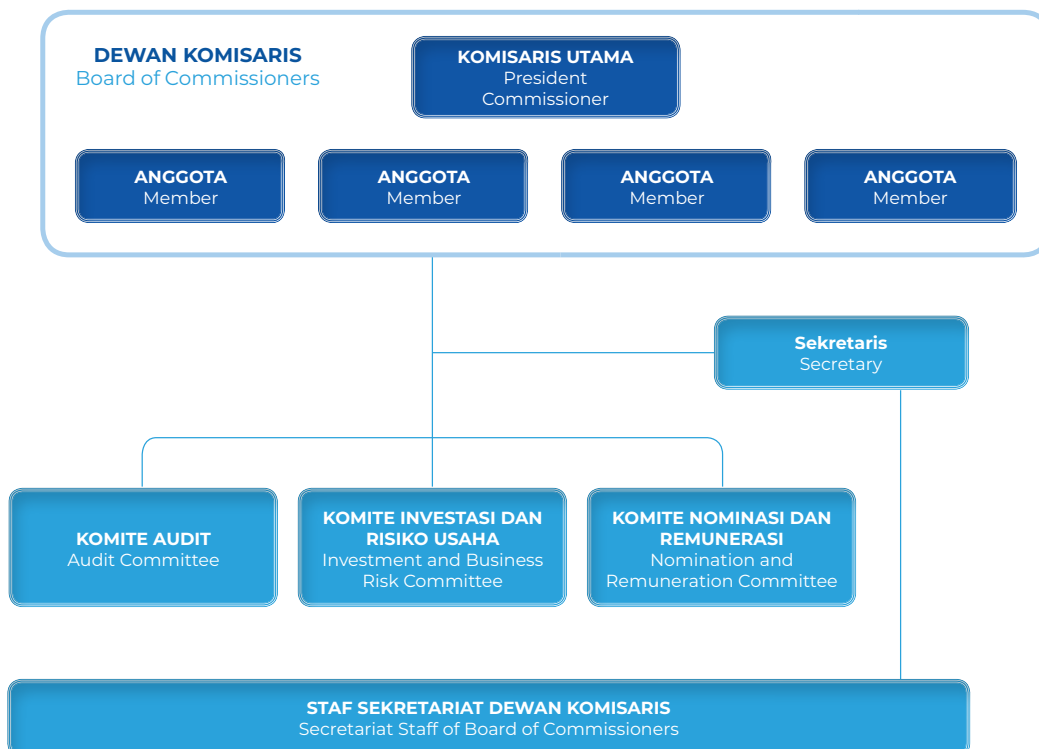 DEWAN KOMISARIS
Board of Commissioners
KOMISARIS UTAMA
President
Commissioner
ANGGOTA
Member
ANGGOTA
Member
ANGGOTA
Member
ANGGOTA
Member
Sekretaris
Secretary
KOMITE AUDIT
Audit Committee
KOMITE INVESTASI DAN
RISIKO USAHA
Investment and Business
Risk Committee
KOMITE NOMINASI DAN
REMUNERASI
Nomination and
Remuneration Committee
STAF SEKRETARIAT DEWAN KOMISARIS
Secretariat Staff of Board of Commissioners